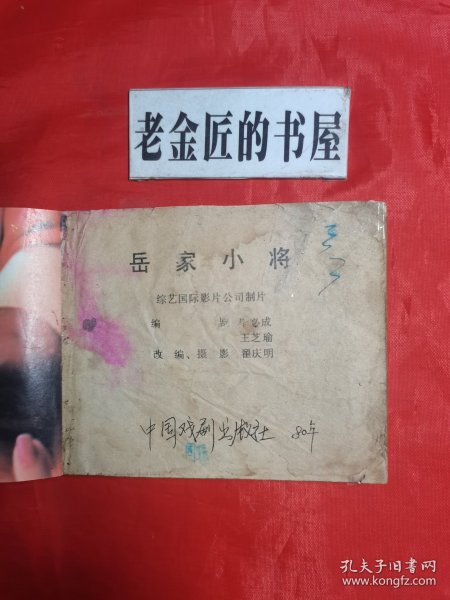 老金匠的书屋
岳家小将
综艺国际影片公司制片
编 成
王芝瑜
改编、摄影 翟庆明
中国戏剧出版社 80年
孔夫子旧书网
www.kongfz.com